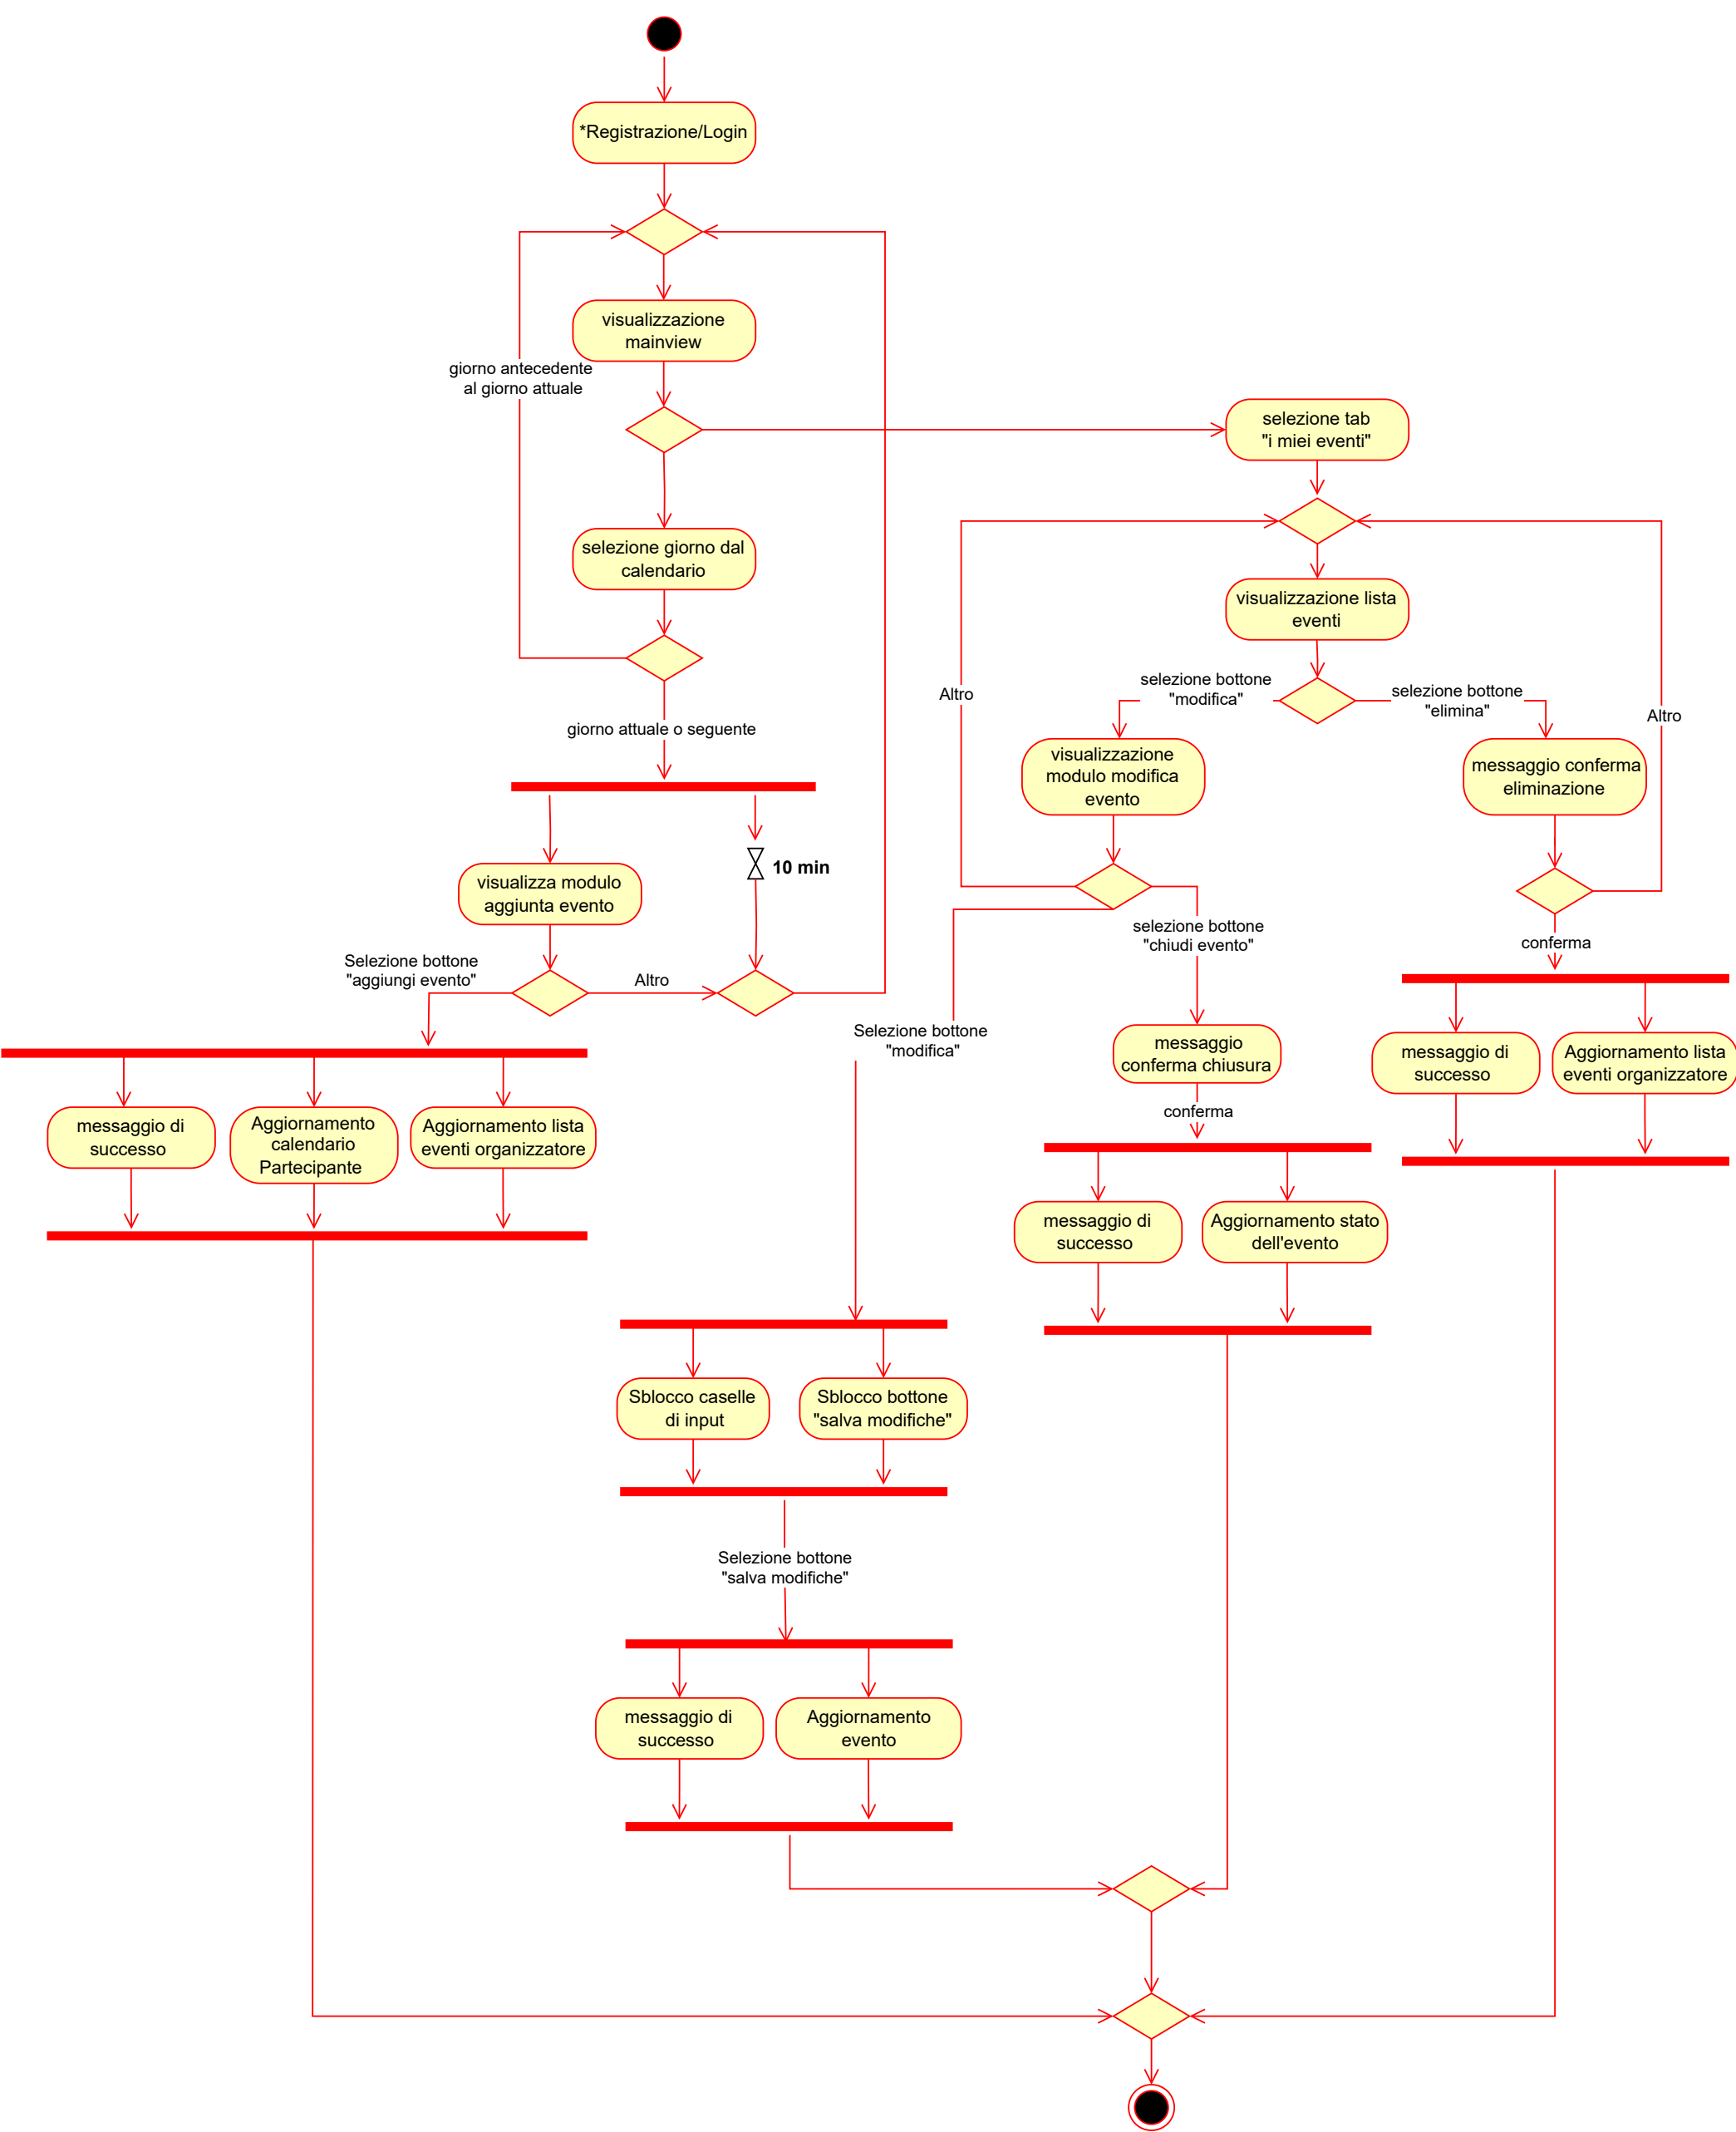 *Registrazione/Login
visualizzazione
mainview
giorno antecedente
al giorno attuale
selezione tab
"i miei eventi"
selezione giorno dal
calendario
visualizzazione lista
eventi
giorno attuale o seguente
Altro
selezione bottone
"modifica"
selezione bottone
"elimina"
Altro
visualizzazione
modulo modifica
evento
messaggio conferma
eliminazione
10 min
visualizza modulo
aggiunta evento
Selezione bottone
"aggiungi evento"
Altro
selezione bottone
"chiudi evento"
conferma
Selezione bottone
"modifica"
messaggio
conferma chiusura
messaggio di
successo
Aggiornamento lista
eventi organizzatore
conferma
messaggio di
successo
Aggiornamento
calendario
Partecipante
Aggiornamento lista
eventi organizzatore
messaggio di
successo
Aggiornamento stato
dell'evento
Sblocco caselle
di input
Sblocco bottone
"salva modifiche"
Selezione bottone
"salva modifiche"
messaggio di
successo
Aggiornamento
evento